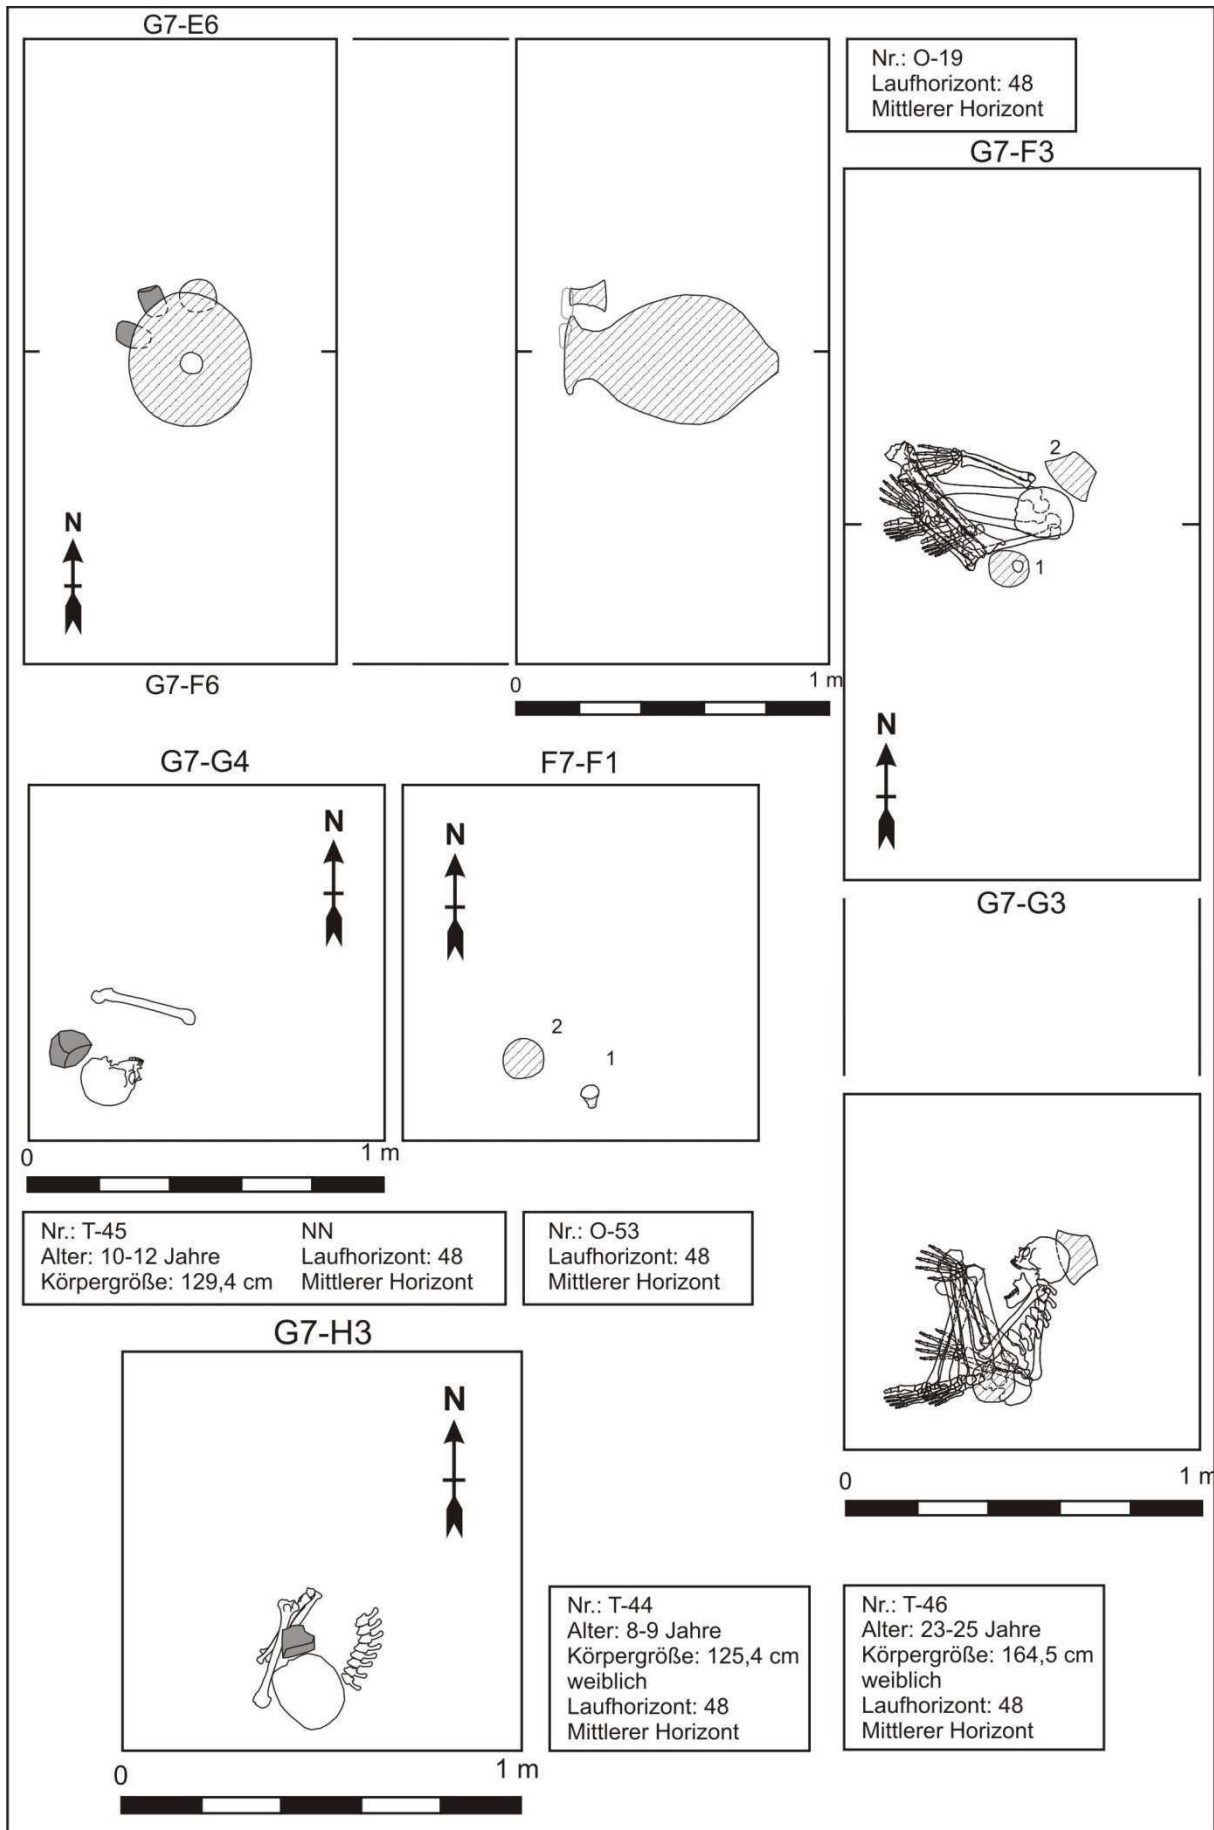 G7-E6
N
G7-F6
0 1 m
Nr.: O-19
Laufhorizont: 48
Mittlerer Horizont
G7-F3
2
1
N
G7-G3
G7-G4
N
0 1 m
F7-F1
N
2
1
Nr.: T-45 NN
Alter: 10-12 Jahre Laufhorizont: 48
Körpergröße: 129,4 cm Mittlerer Horizont
Nr.: O-53
Laufhorizont: 48
Mittlerer Horizont
G7-H3
N
0 1 m
0 1 m
Nr.: T-44
Alter: 8-9 Jahre
Körpergröße: 125,4 cm
weiblich
Laufhorizont: 48
Mittlerer Horizont
Nr.: T-46
Alter: 23-25 Jahre
Körpergröße: 164,5 cm
weiblich
Laufhorizont: 48
Mittlerer Horizont